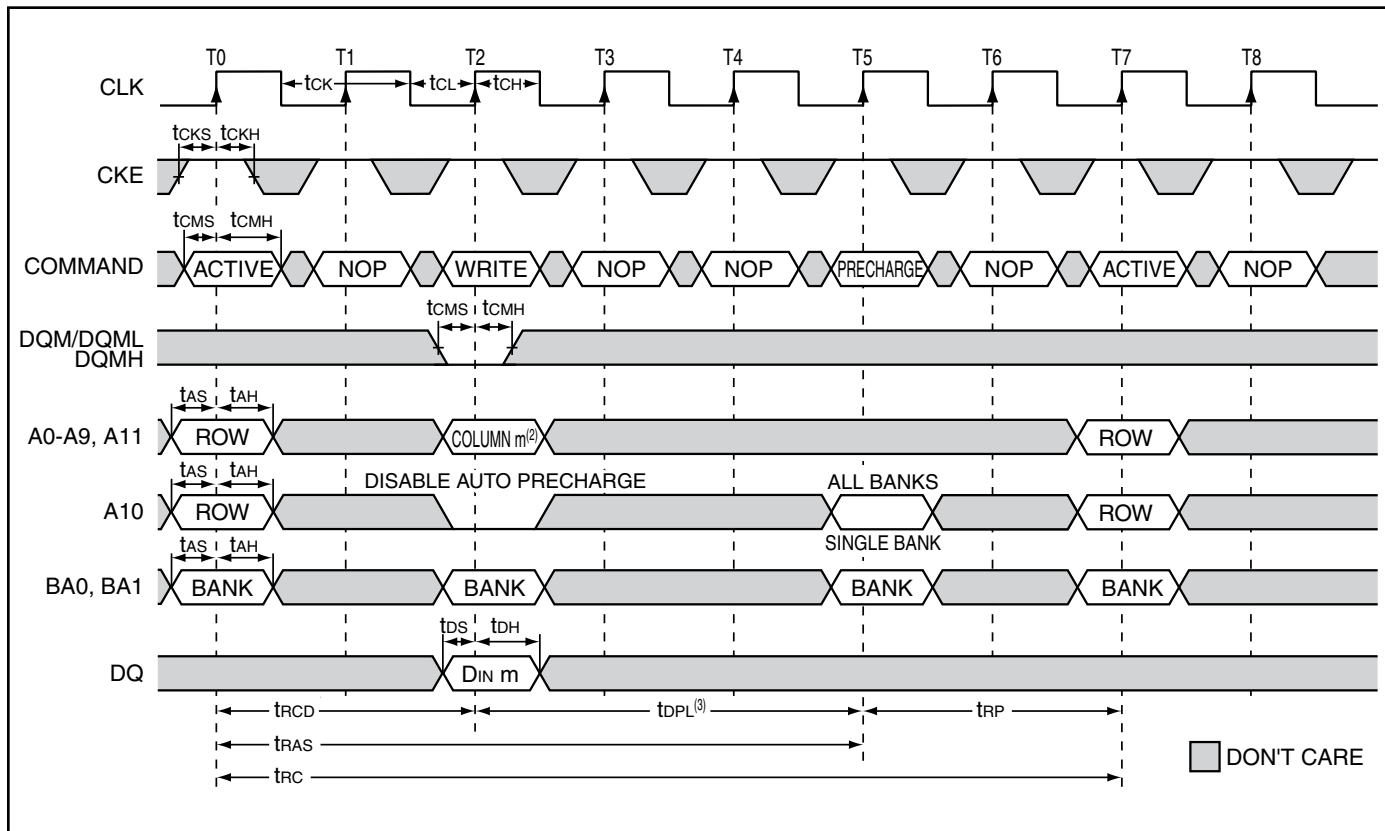 T0 T1 T2 T3 T4 T5 T6 T7 T8
CLK tCK tCL tCH
tCKS tCKH
CKE
tCMS tCMH
COMMAND ACTIVE NOP WRITE NOP NOP PRECHARGE NOP ACTIVE NOP
tCMS tCMH
DQM/DQML
DQMH
tAS tAH
A0-A9, A11 ROW COLUMN m(2) ROW
tAS tAH DISABLE AUTO PRECHARGE ALL BANKS
A10 ROW ROW
tAS tAH SINGLE BANK
BA0, BA1 BANK BANK BANK BANK
tDS tDH
DQ DIN m
tRCD tDPL(3) tRP
tRAS
DON'T CARE
tRC